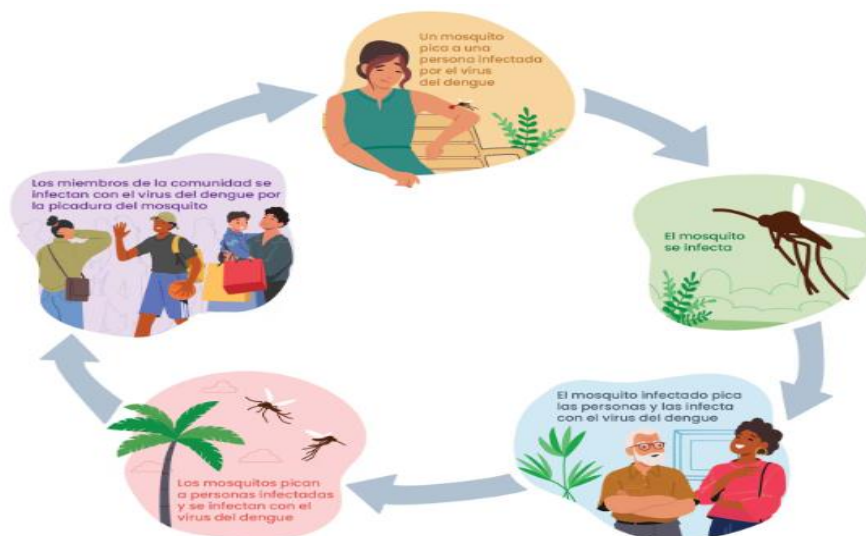 Un mosquito
pica a una
persona infectada
por el virus
del dengue
El mosquito
se infecta
El mosquito infectado pica
las personas y las infecta
con el virus del dengue
Los mosquitos pican
a personas infectadas
y se infectan con el
virus del dengue
Los miembros de la comunidad se
infectan con el virus del dengue por
la picadura del mosquito